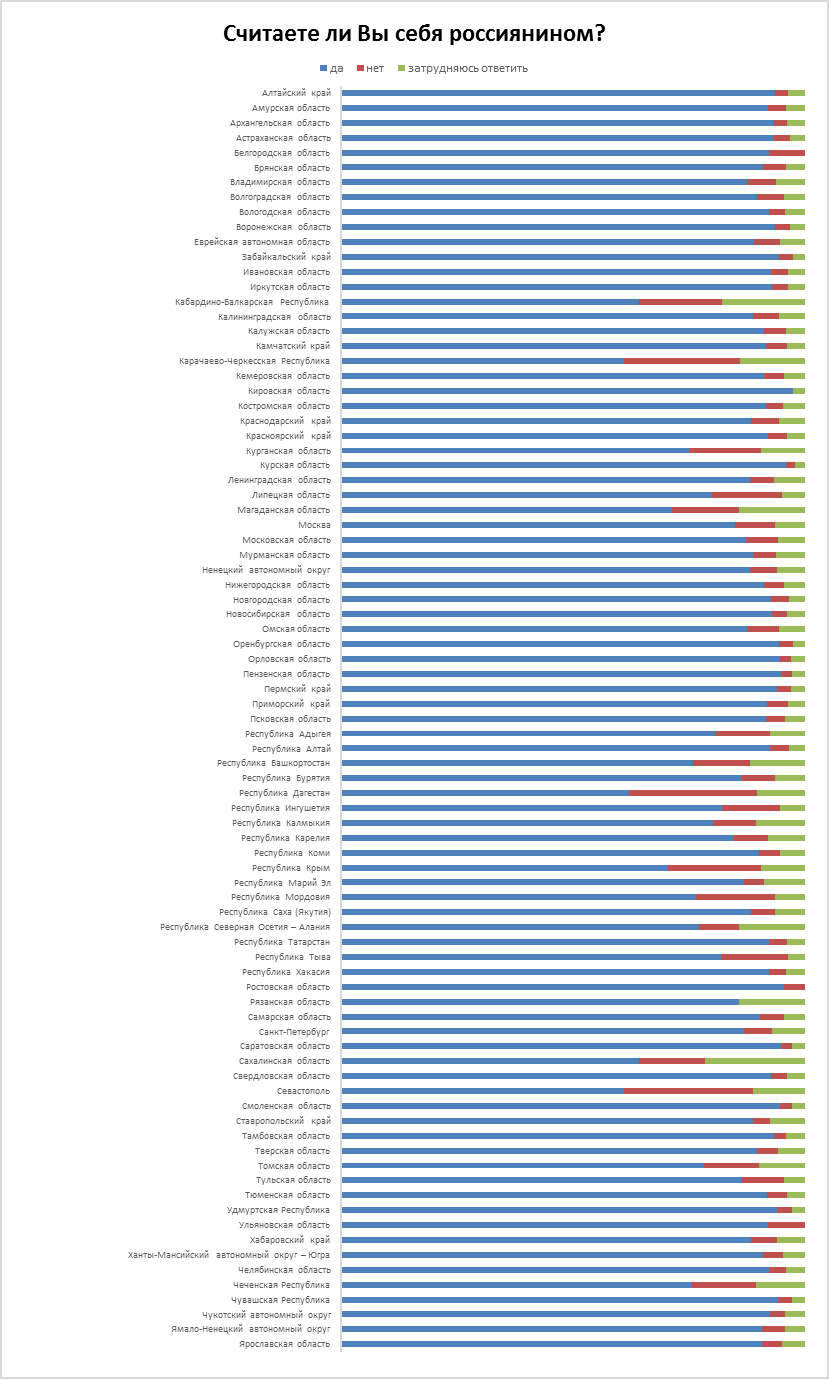 Считаете ли Вы себя россиянином?
да нет затрудняюсь ответить
Алтайский край
Амурская область
Архангельская область
Астраханская область
Белгородская область
Брянская область
Владимирская область
Волгоградская область
Вологодская область
Воронежская область
Еврейская автономная область
Забайкальский край
Ивановская область
Иркутская область
Кабардино-Балкарская Республика
Калининградская область
Калужская область
Камчатский край
Карачаево-Черкесская Республика
Кемеровская область
Кировская область
Костромская область
Краснодарский край
Красноярский край
Курганская область
Курская область
Ленинградская область
Липецкая область
Магаданская область
Москва
Московская область
Мурманская область
Ненецкий автономный округ
Нижегородская область
Новгородская область
Новосибирская область
Омская область
Оренбургская область
Орловская область
Пензенская область
Пермский край
Приморский край
Псковская область
Республика Адыгея
Республика Алтай
Республика Башкортостан
Республика Бурятия
Республика Дагестан
Республика Ингушетия
Республика Калмыкия
Республика Карелия
Республика Коми
Республика Крым
Республика Марий Эл
Республика Мордовия
Республика Саха (Якутия)
Республика Северная Осетия – Алания
Республика Татарстан
Республика Тыва
Республика Хакасия
Ростовская область
Рязанская область
Самарская область
Санкт-Петербург
Саратовская область
Сахалинская область
Свердловская область
Севастополь
Смоленская область
Ставропольский край
Тамбовская область
Тверская область
Томская область
Тульская область
Тюменская область
Удмуртская Республика
Ульяновская область
Хабаровский край
Ханты-Мансийский автономный округ – Югра
Челябинская область
Чеченская Республика
Чувашская Республика
Чукотский автономный округ
Ямало-Ненецкий автономный округ
Ярославская область